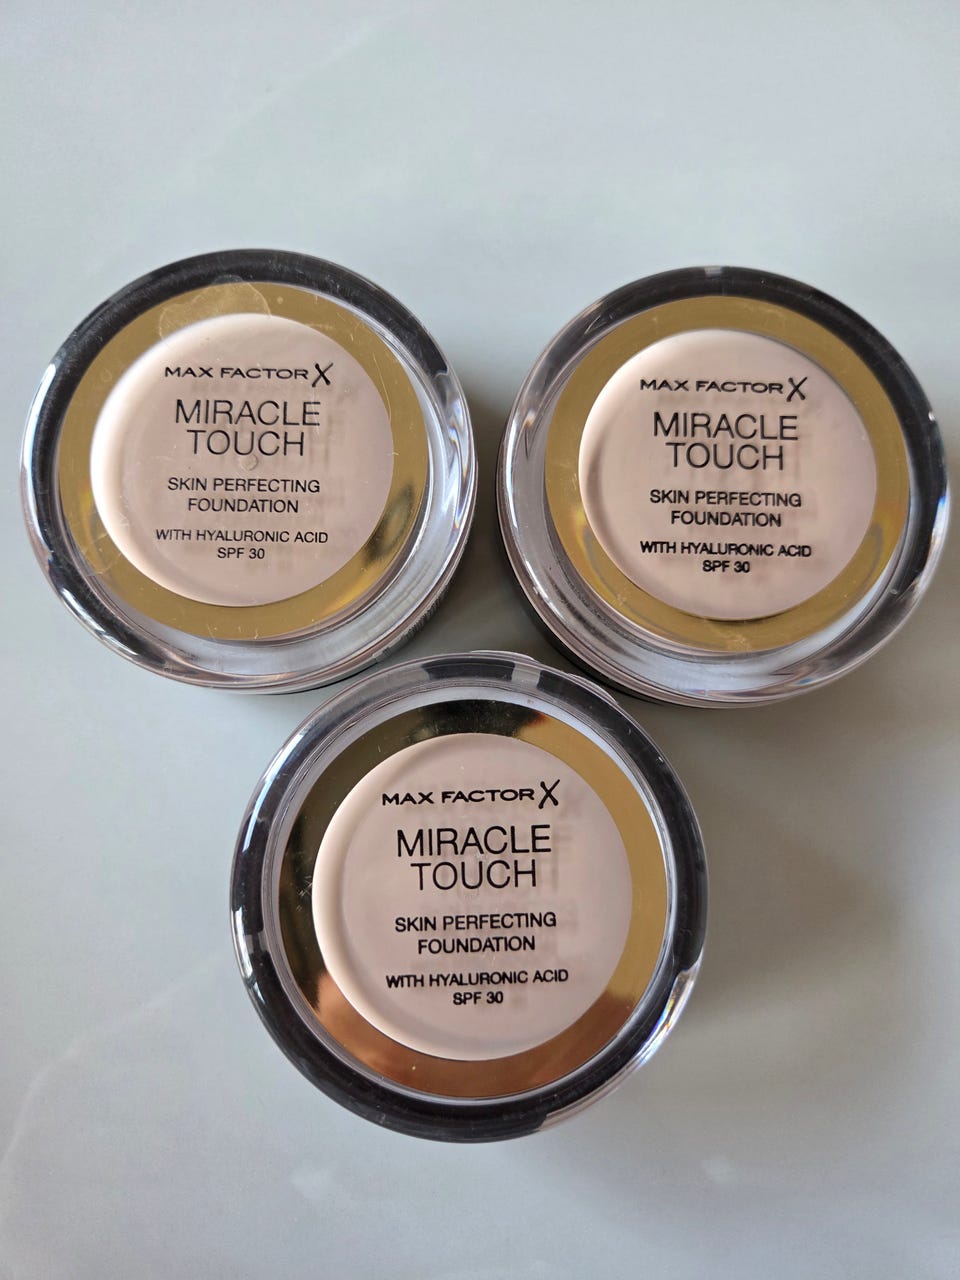 MAX FACTOR X
MIRACLE
TOUCH
SKIN PERFECTING
FOUNDATION
WITH HYALURONIC ACID
SPF 30
MAX FACTOR X
MIRACLE
TOUCH
SKIN PERFECTING
FOUNDATION
WITH HYALURONIC ACID
SPF 30
MAX FACTOR X
MIRACLE
TOUCH
SKIN PERFECTING
FOUNDATION
WITH HYALURONIC ACID
SPF 30